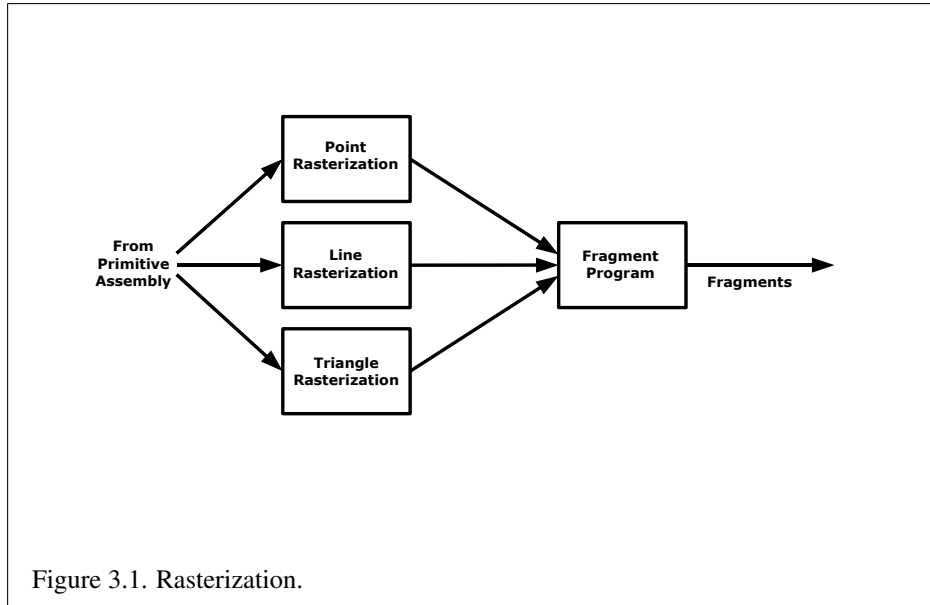 Point
Rasterization
From
Primitive
Assembly
Line
Rasterization
Fragment
Program
Fragments
Triangle
Rasterization
Figure 3.1. Rasterization.